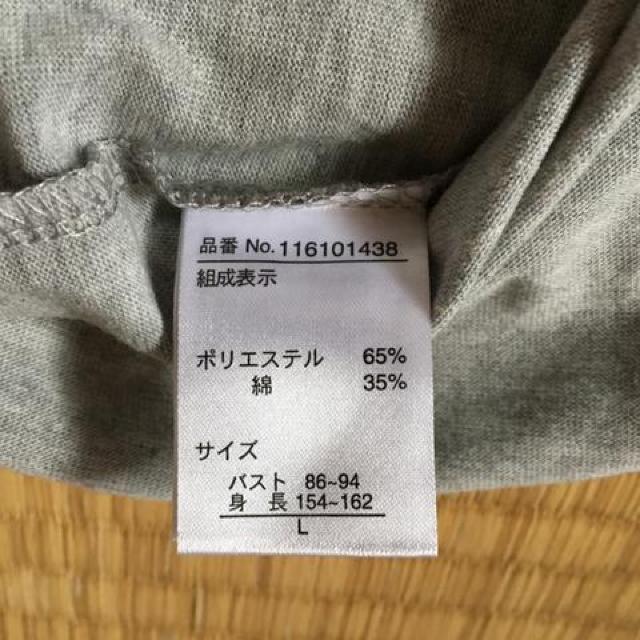 品番 No. 116101438
組成表示
ポリエステル 65%
綿 35%
サイズ
バスト 86~94
身 長 154~162
L